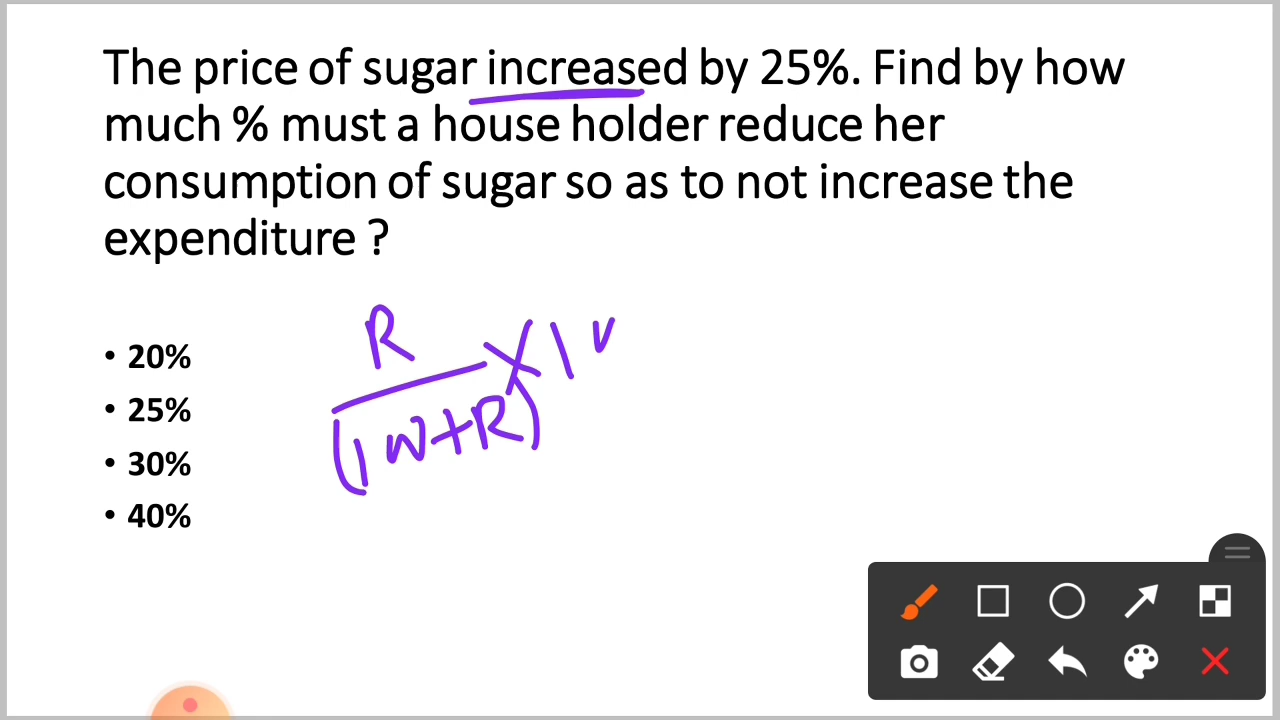 The price of sugar increased by 25%. Find by how
much % must a house holder reduce her
consumption of sugar so as to not increase the
expenditure ?
• 20%
• 25%
• 30%
• 40%
R
X 1
+R)